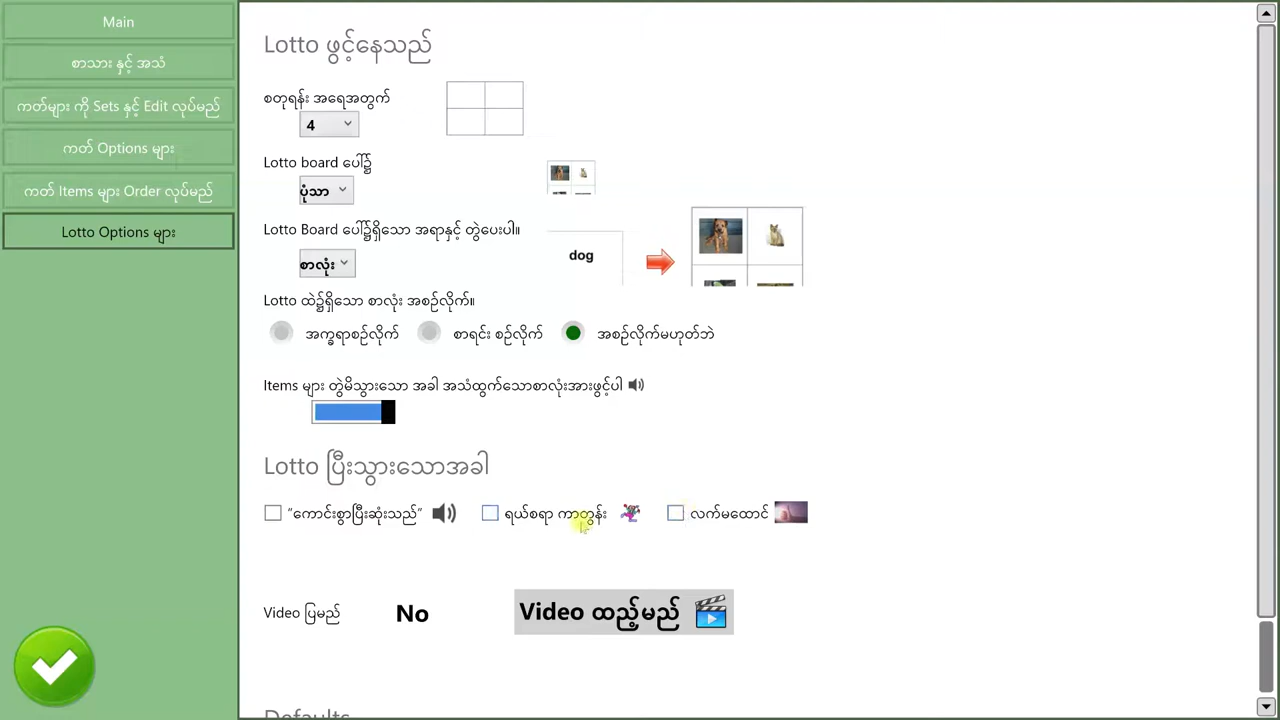 Main
စာသား နှင့် အသံ
ကတ်များ ကို Sets နှင့် Edit လုပ်မည်
ကတ် Options များ
ကတ် Items များ Order လုပ်မည်
Lotto Options များ
Lotto ဖွင့်နေသည်
စတုရန်း အရေအတွက်
4
Lotto board ပေါ်၌
ပုံသာ
Lotto Board ပေါ်၌ရှိသော အရာနှင့် တွဲပေးပါ။
စာလုံး
dog
Lotto ထဲ၌ရှိသော စာလုံး အစဉ်လိုက်။
အက္ခရာစဉ်လိုက် စာရင်း စဉ်လိုက် အစဉ်လိုက်မဟုတ်ဘဲ
Items များ တွဲမိသွားသော အခါ အသံထွက်သောစာလုံးအားဖွင့်ပါ
Lotto ပြီးသွားသောအခါ
“ကောင်းစွာပြီးဆုံးသည်” ရယ်စရာ ကာတွန်း လက်မထောင်
Video ပြမည် No Video ထည့်မည်
Defaults